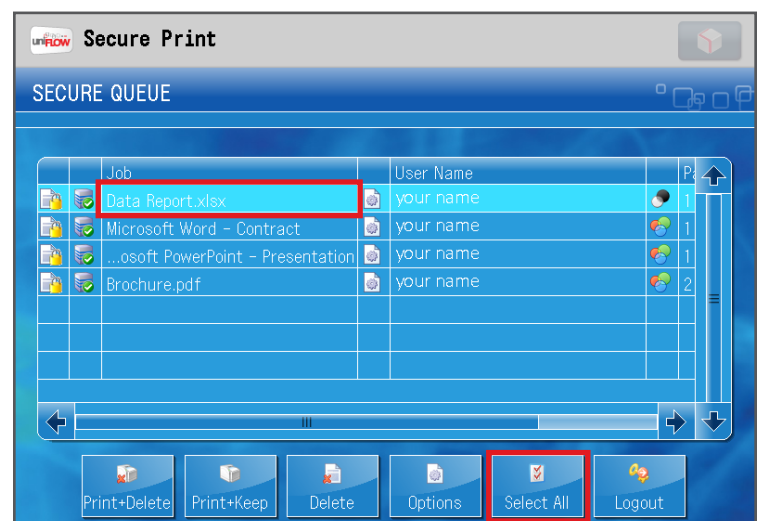 uniFLOW Secure Print
SECURE QUEUE
Job User Name Pa
Data Report.xlsx your name 1
Microsoft Word - Contract your name 1
...osoft PowerPoint - Presentation your name 1
Brochure.pdf your name 2
Print+Delete Print+Keep Delete Options Select All Logout